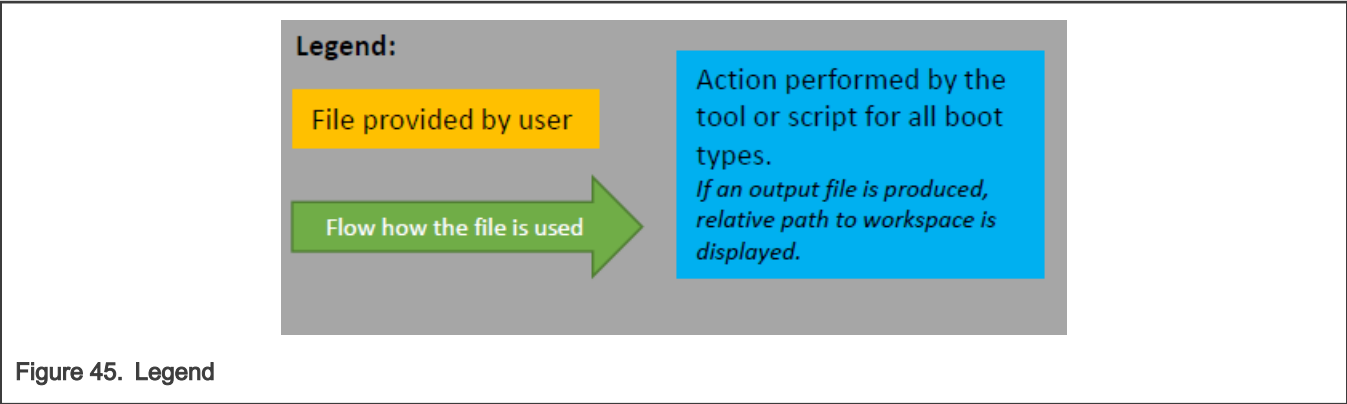 Legend:
File provided by user
Flow how the file is used
Action performed by the
tool or script for all boot
types.
If an output file is produced,
relative path to workspace is
displayed.
Figure 45. Legend